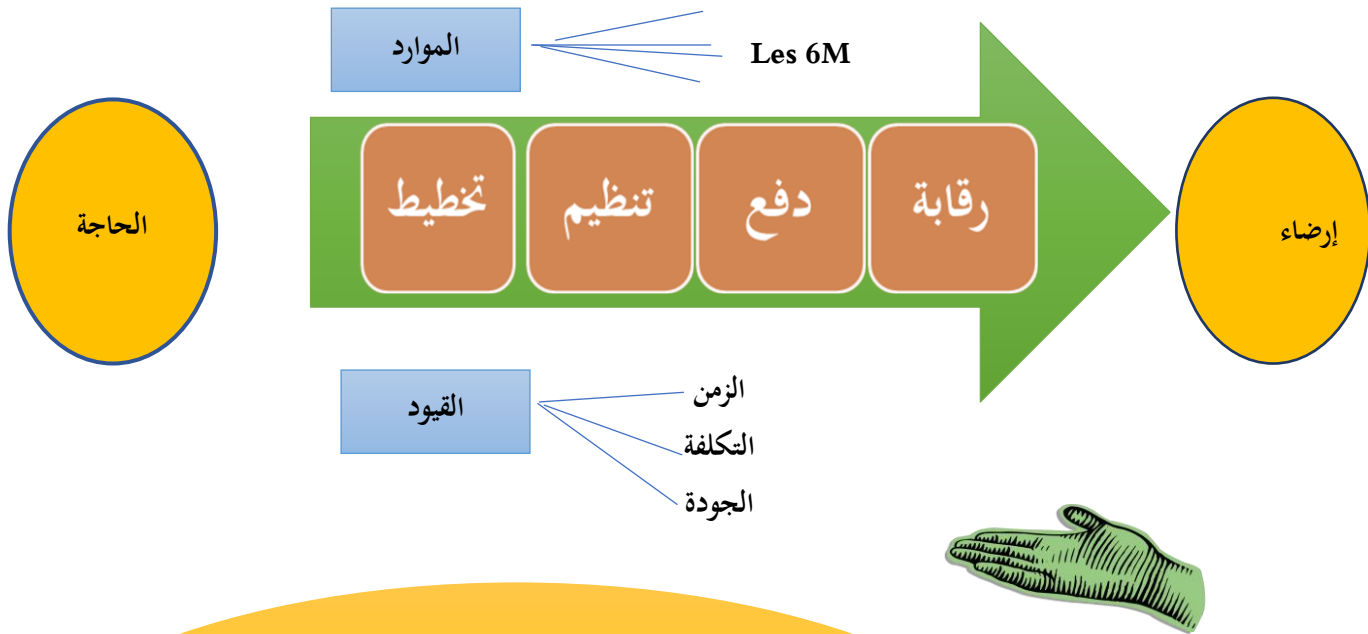 الموارد
Les 6M
الحاجة
تخطيط
تنظيم
دفع
رقابة
إرضاء
القيود
الزمن
التكلفة
الجودة